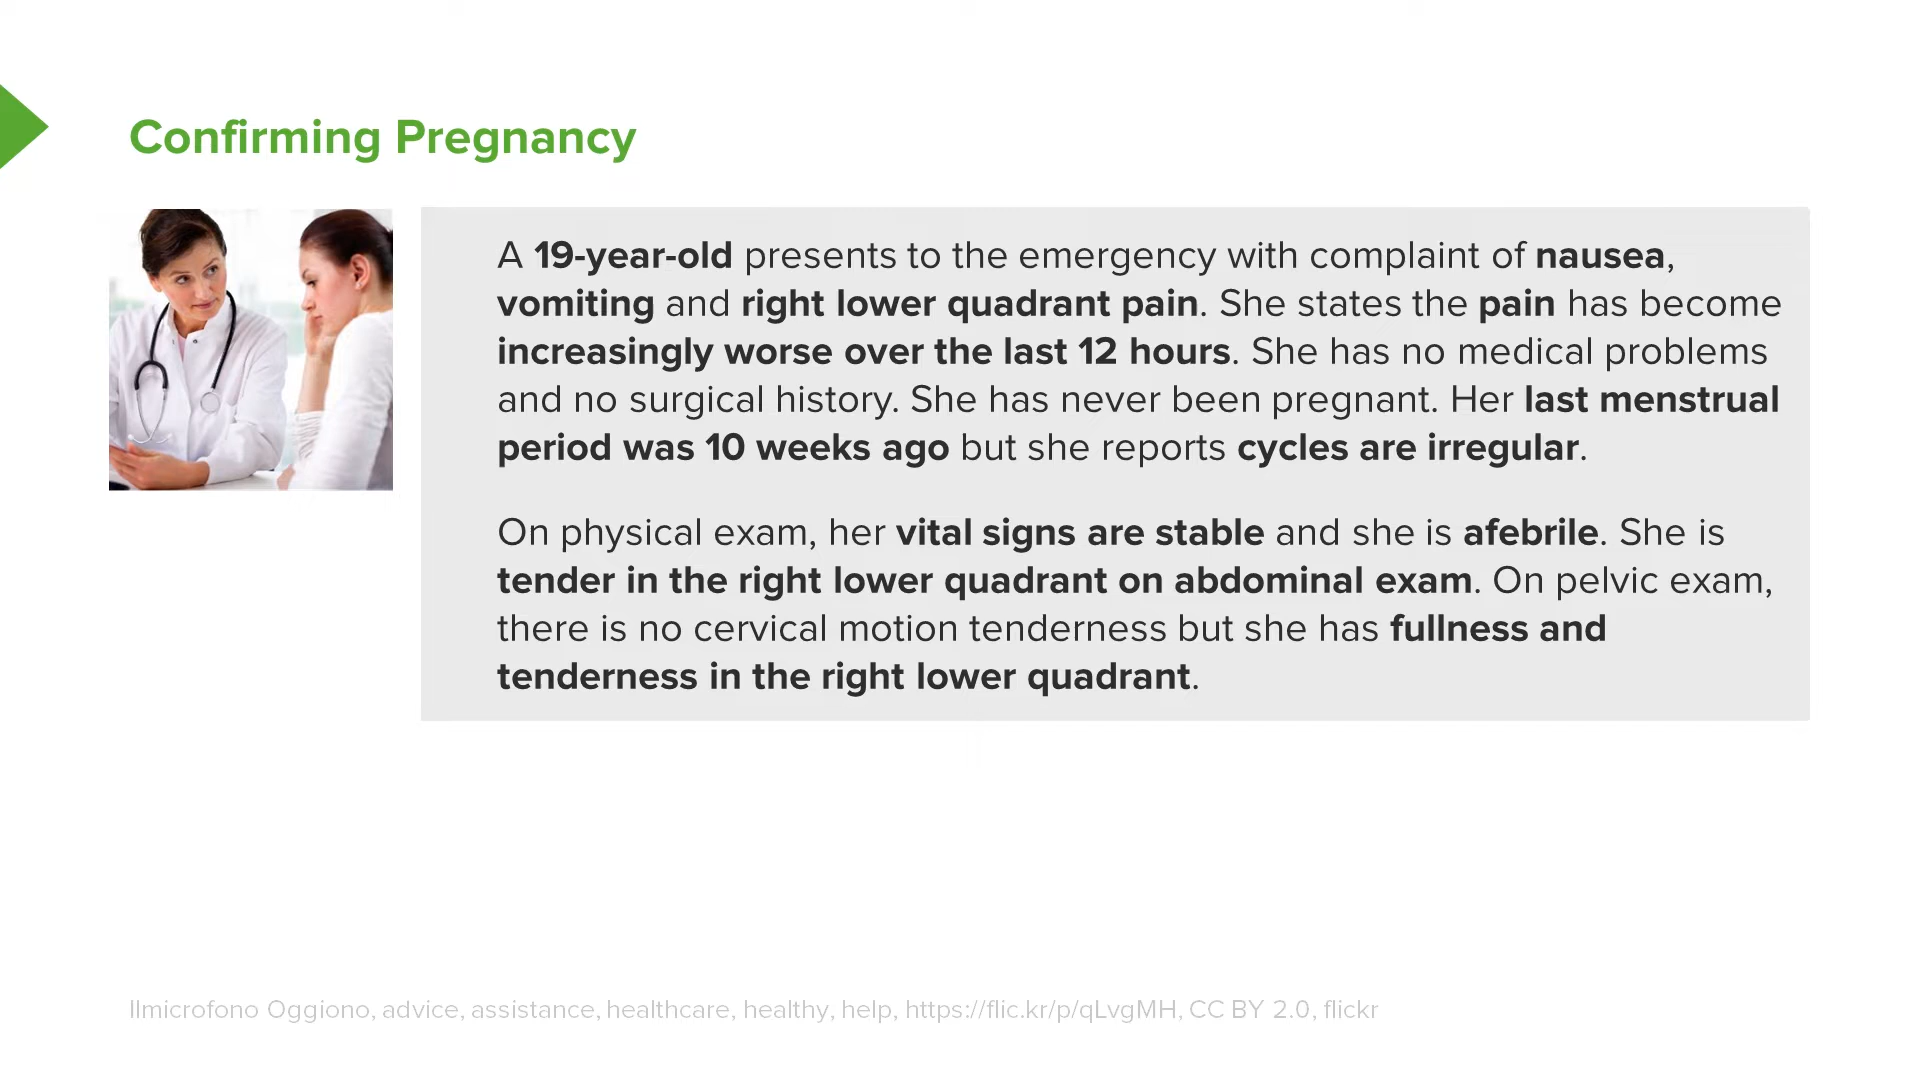 Confirming Pregnancy
A 19-year-old presents to the emergency with complaint of nausea,
vomiting and right lower quadrant pain. She states the pain has become
increasingly worse over the last 12 hours. She has no medical problems
and no surgical history. She has never been pregnant. Her last menstrual
period was 10 weeks ago but she reports cycles are irregular.
On physical exam, her vital signs are stable and she is afebrile. She is
tender in the right lower quadrant on abdominal exam. On pelvic exam,
there is no cervical motion tenderness but she has fullness and
tenderness in the right lower quadrant.
Ilmicrofono Oggiono, advice, assistance, healthcare, healthy, help, https://flic.kr/p/qLvgMH, CC BY 2.0, flickr